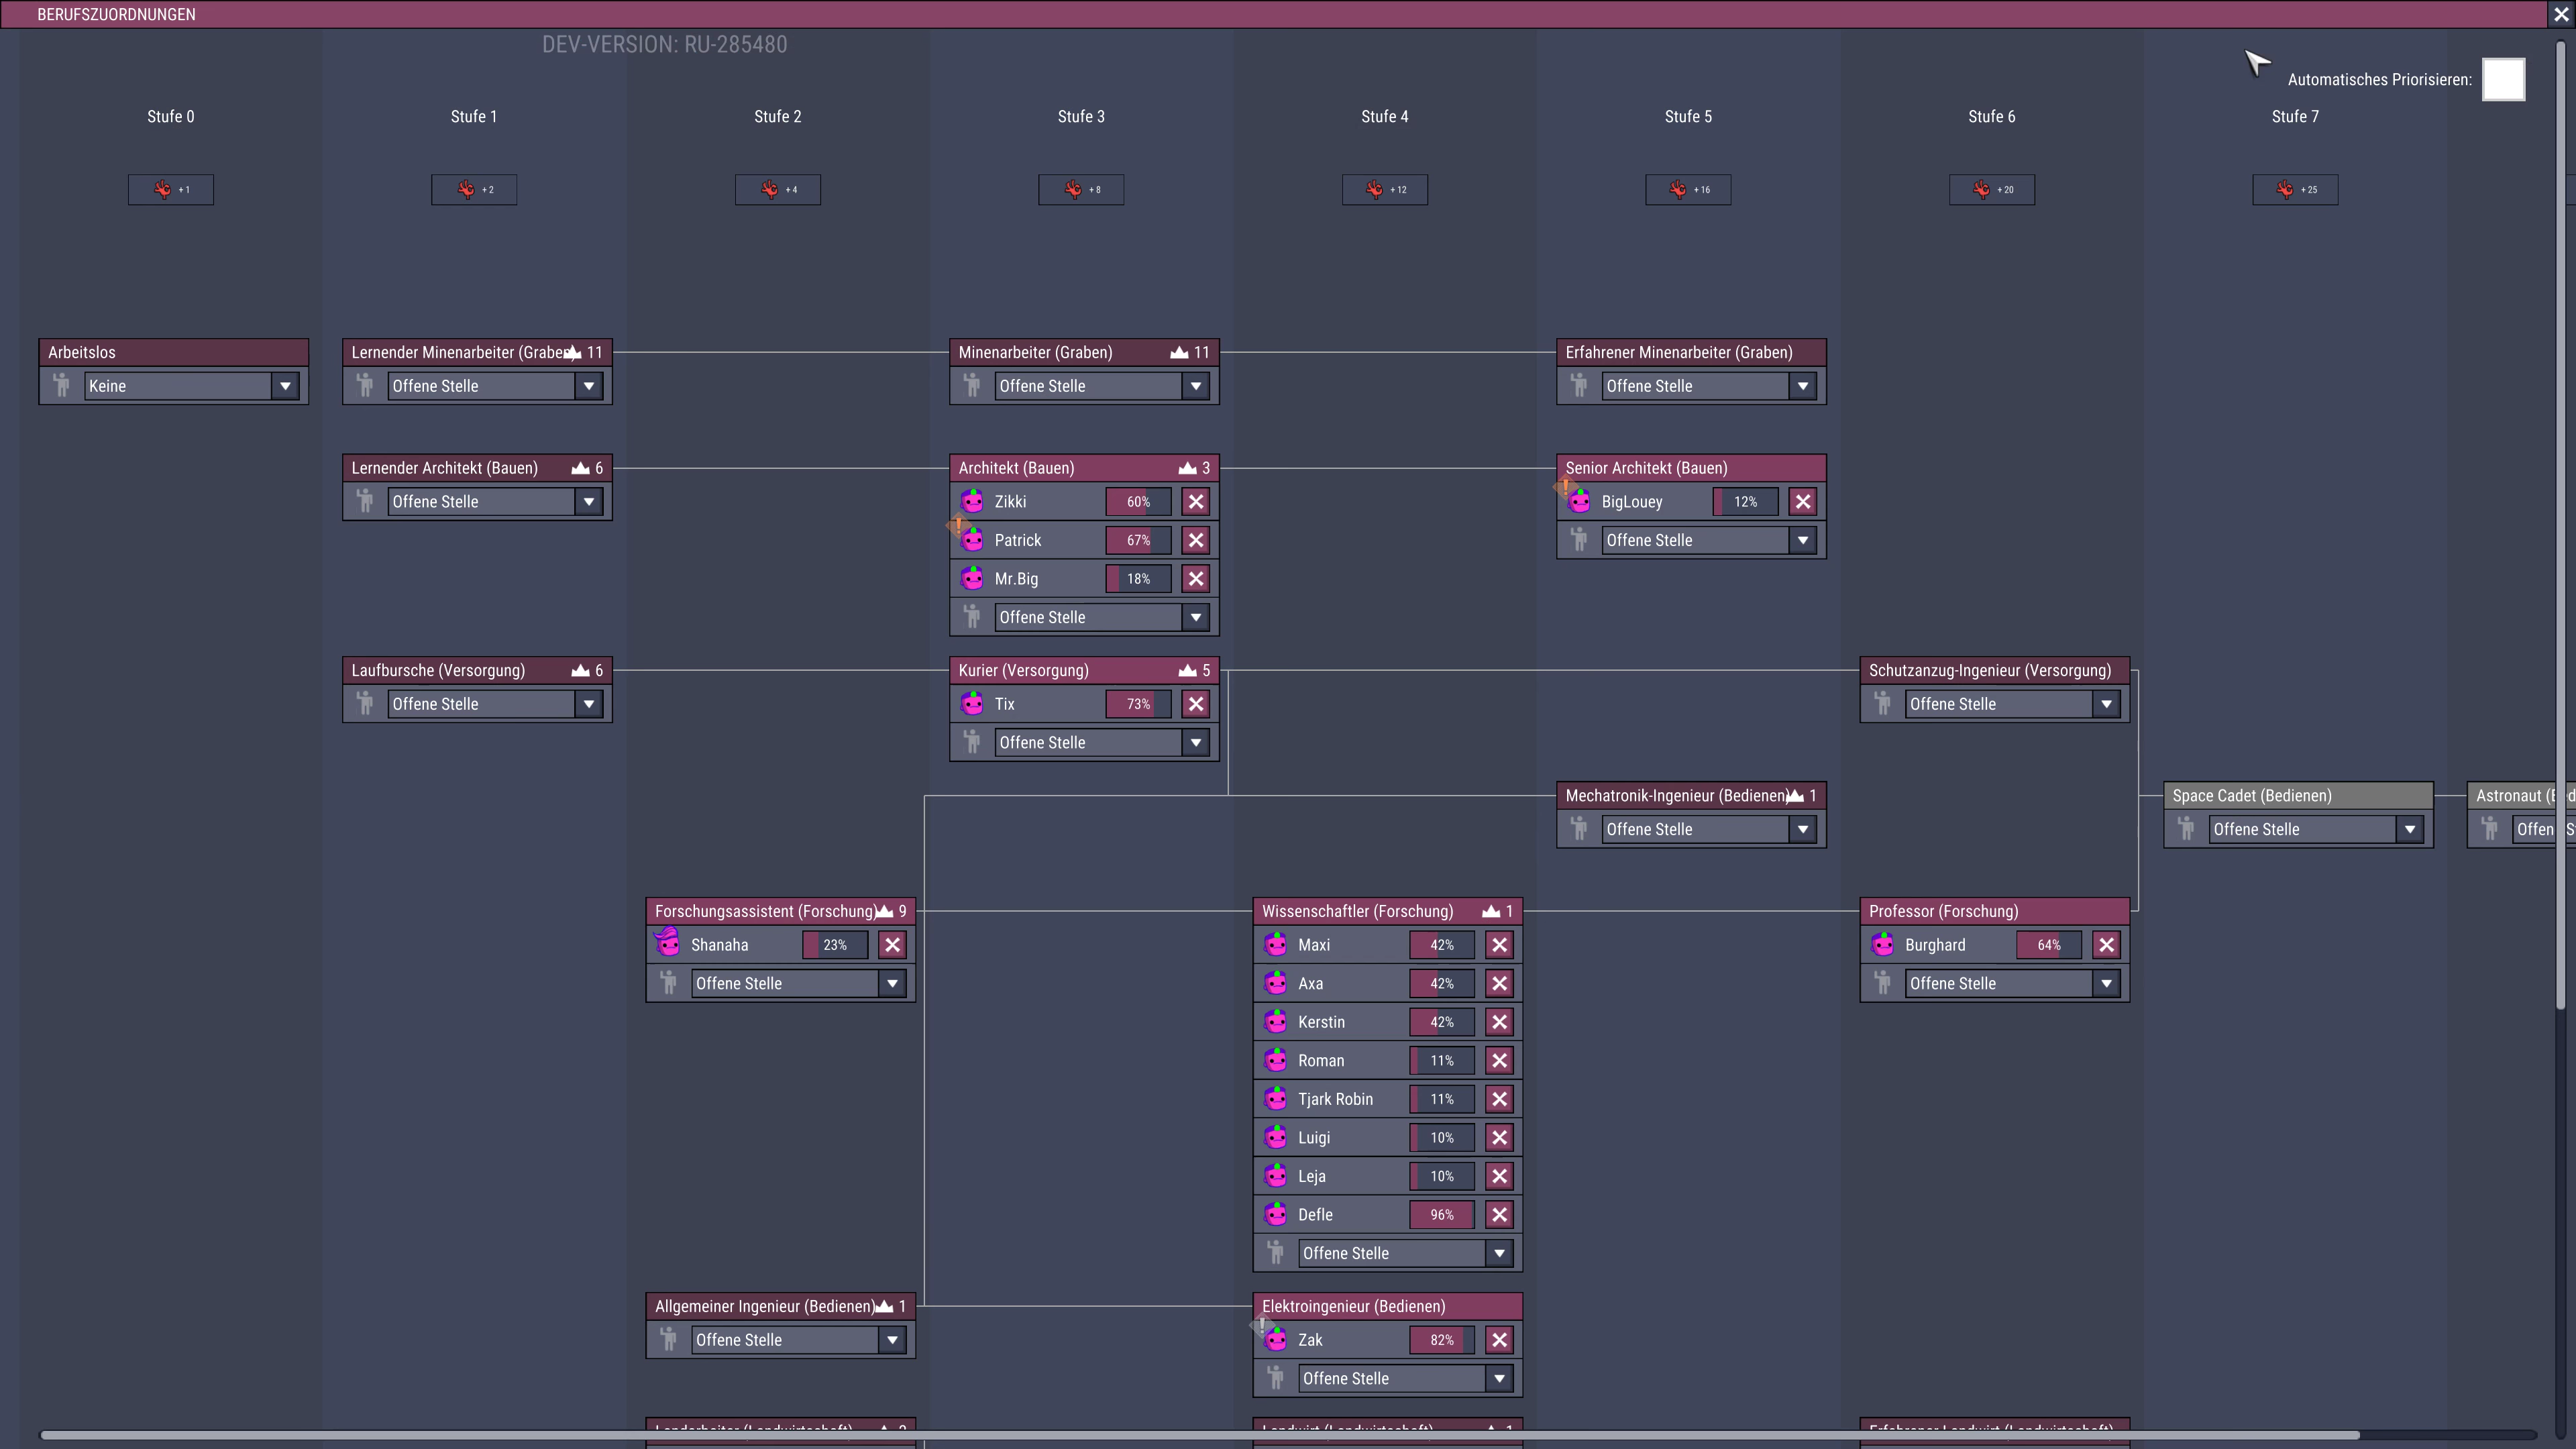 BERUFSZUORDNUNGEN
DEV-VERSION: RU-285480
Automatisches Priorisieren:
Stufe 0
Stufe 1
Stufe 2
Stufe 3
Stufe 4
Stufe 5
Stufe 6
Stufe 7
+ 1
+ 2
+ 4
+ 8
+ 12
+ 16
+ 20
+ 25
Arbeitslos
Keine
Lernender Minenarbeiter (Graben) 11
Offene Stelle
Minenarbeiter (Graben) 11
Offene Stelle
Erfahrener Minenarbeiter (Graben)
Offene Stelle
Lernender Architekt (Bauen) 6
Offene Stelle
Architekt (Bauen) 3
Zikki 60%
Patrick 67%
Mr.Big 18%
Offene Stelle
Senior Architekt (Bauen)
BigLouey 12%
Offene Stelle
Laufbursche (Versorgung) 6
Offene Stelle
Kurier (Versorgung) 5
Tix 73%
Offene Stelle
Schutzanzug-Ingenieur (Versorgung)
Offene Stelle
Mechatronik-Ingenieur (Bedienen) 1
Offene Stelle
Space Cadet (Bedienen)
Offene Stelle
Astronaut
Forschungsassistent (Forschung) 9
Shanaha 23%
Offene Stelle
Wissenschaftler (Forschung) 1
Maxi 42%
Axa 42%
Kerstin 42%
Roman 11%
Tjark Robin 11%
Luigi 10%
Leja 10%
Defle 96%
Offene Stelle
Professor (Forschung)
Burghard 64%
Offene Stelle
Allgemeiner Ingenieur (Bedienen) 1
Offene Stelle
Elektroingenieur (Bedienen)
Zak 82%
Offene Stelle